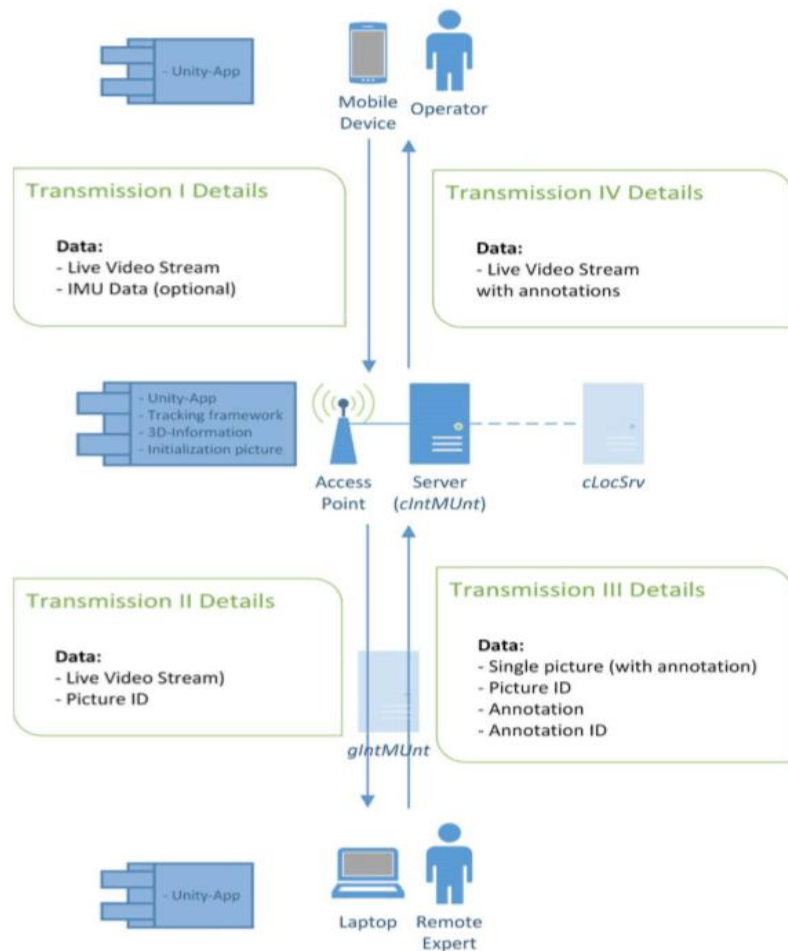 - Unity-App
Mobile
Device
Operator
Transmission I Details
Data:
- Live Video Stream
- IMU Data (optional)
Transmission IV Details
Data:
- Live Video Stream
with annotations
- Unity-App
- Tracking framework
- 3D-Information
- Initialization picture
Access
Point
Server
(cIntMUnt)
cLocSrv
Transmission II Details
Data:
- Live Video Stream)
- Picture ID
Transmission III Details
Data:
- Single picture (with annotation)
- Picture ID
- Annotation
- Annotation ID
gIntMUnt
- Unity-App
Laptop
Remote
Expert